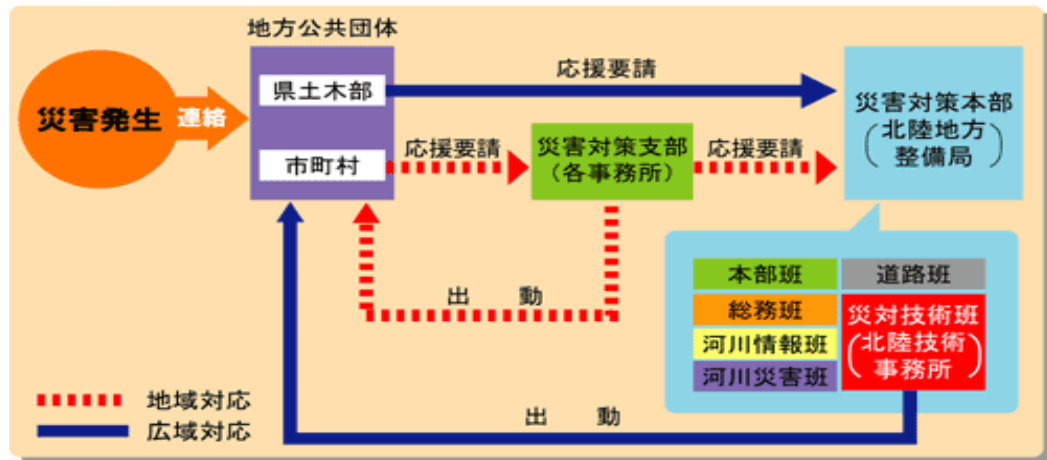 地方公共団体
災害発生
連絡
県土木部
市町村
応援要請
応援要請
災害対策支部
(各事務所)
応援要請
災害対策本部
(北陸地方
整備局)
出動
本部班
総務班
河川情報班
河川災害班
道路班
災対技術班
(北陸技術
事務所)
地域対応
広域対応
出動